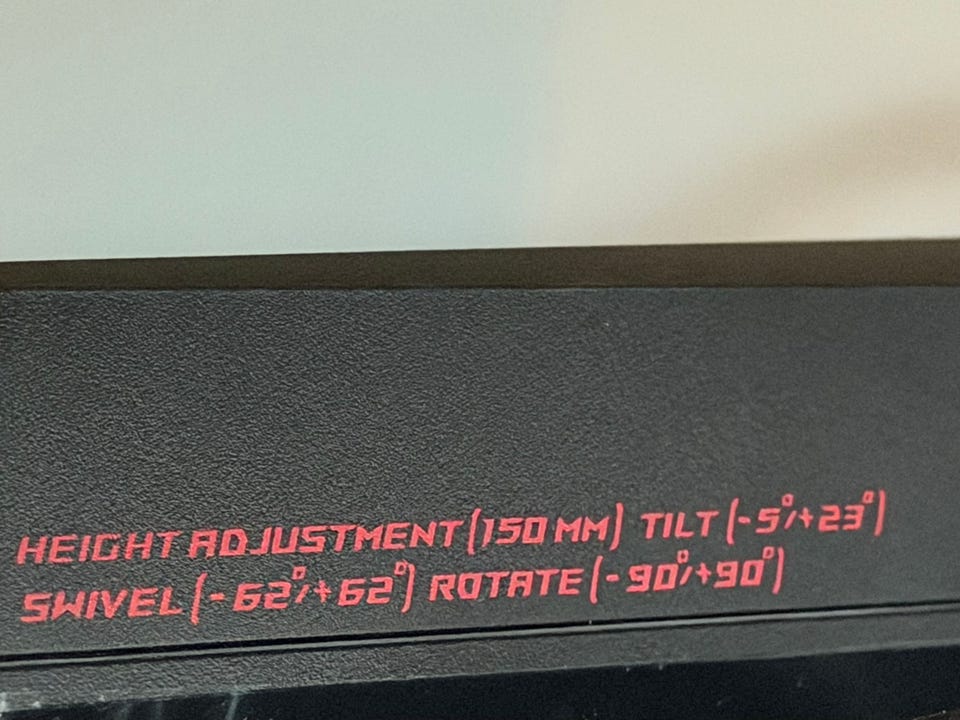 HEIGHT ADJUSTMENT (150 MM) TILT (-5°/+23°)
SWIVEL (-62°/+62°) ROTATE (-90°/+90°)